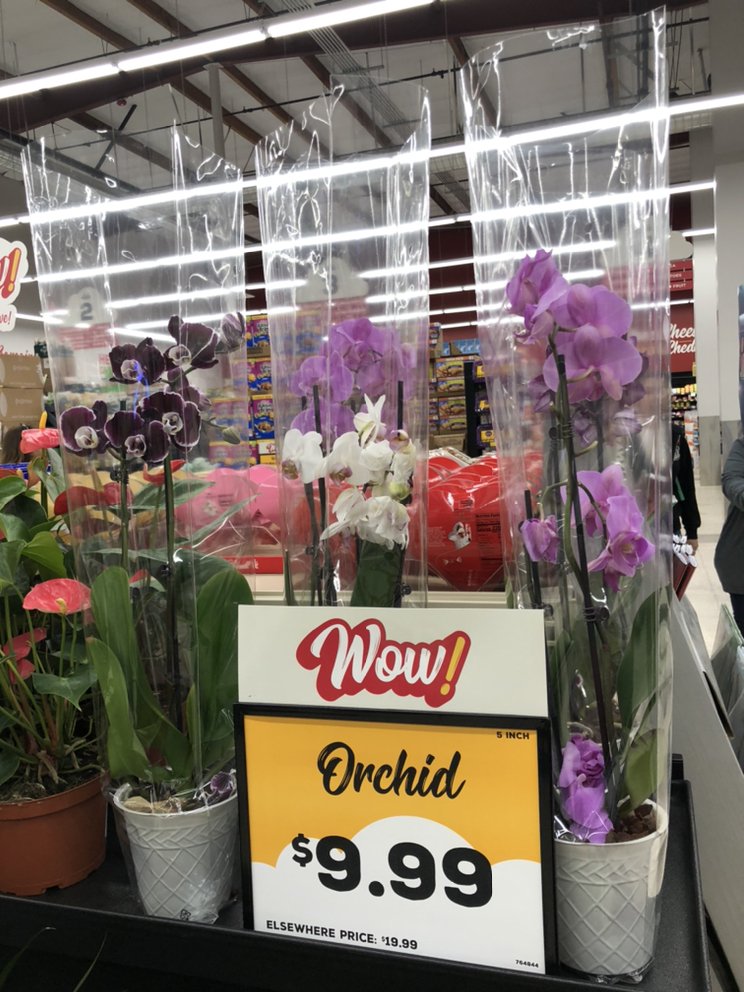 Wow!
5 INCH
Orchid
$9.99
ELSEWHERE PRICE: $19.99
764844